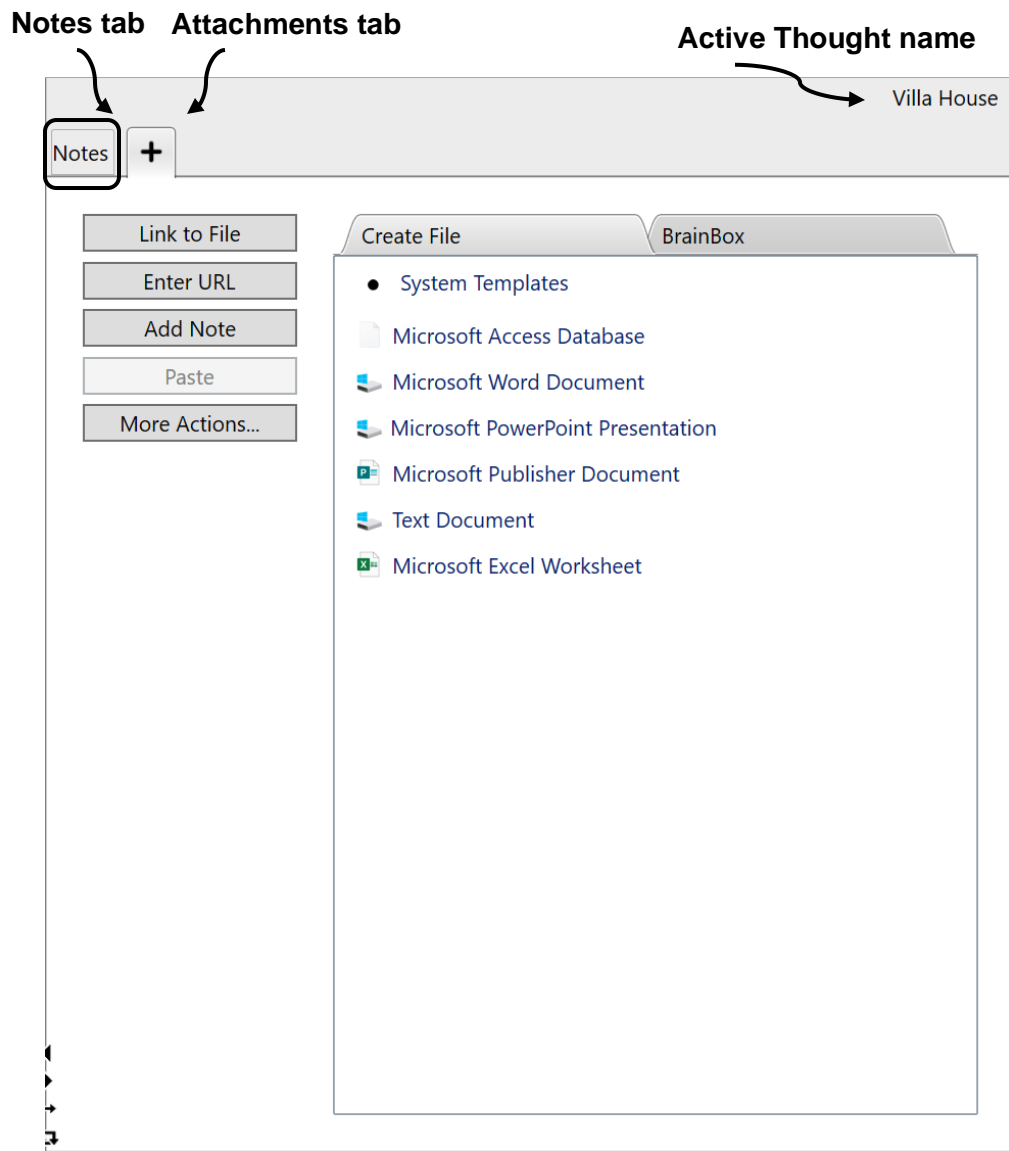 Notes tab Attachments tab
Active Thought name
Villa House
Notes +
Link to File
Enter URL
Add Note
Paste
More Actions...
Create File BrainBox
System Templates
Microsoft Access Database
Microsoft Word Document
Microsoft PowerPoint Presentation
Microsoft Publisher Document
Text Document
Microsoft Excel Worksheet